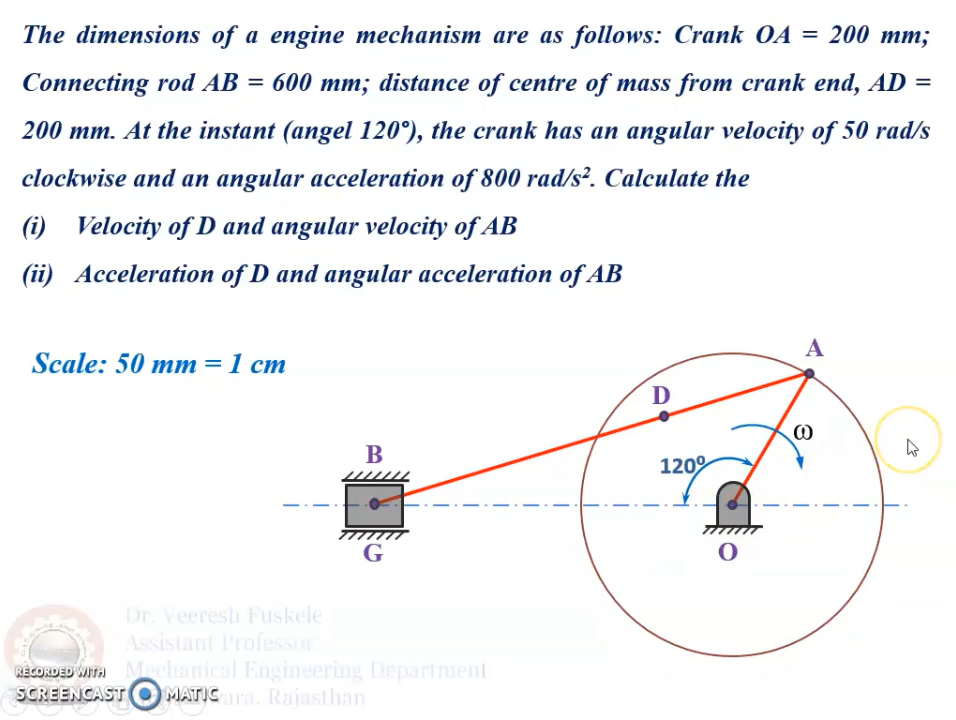 The dimensions of a engine mechanism are as follows: Crank OA = 200 mm;
Connecting rod AB = 600 mm; distance of centre of mass from crank end, AD =
200 mm. At the instant (angel 120°), the crank has an angular velocity of 50 rad/s
clockwise and an angular acceleration of 800 rad/s². Calculate the
(i) Velocity of D and angular velocity of AB
(ii) Acceleration of D and angular acceleration of AB
Scale: 50 mm = 1 cm
A
D
ω
B
120⁰
G
O
Dr. Veeresh Fuskele
Assistant Professor
Mechanical Engineering Department
RECORDED WITH
SCREENCAST MATIC
Rajasthan